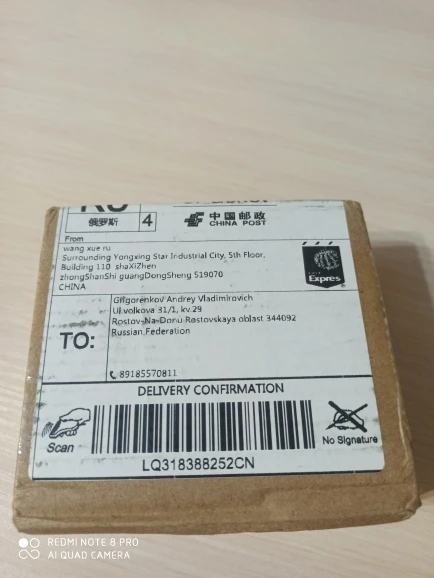 RU
俄罗斯
4
中国邮政
CHINA POST
From
wang xue ru
Surrounding Yongxing Star Industrial City, 5th Floor,
Building 110 shaXiZhen
zhongShanShi guangDongSheng 519070
CHINA
Expres
TO:
Gligorenkov Andrey Vladimirovich
Ul.volkova 31/1, kv.29
Rostov-Na-Donu Rostovskaya oblast 344092
Russian Federation
89185570811
DELIVERY CONFIRMATION
Scan
No Signature
LQ318388252CN
REDMI NOTE 8 PRO
AI QUAD CAMERA